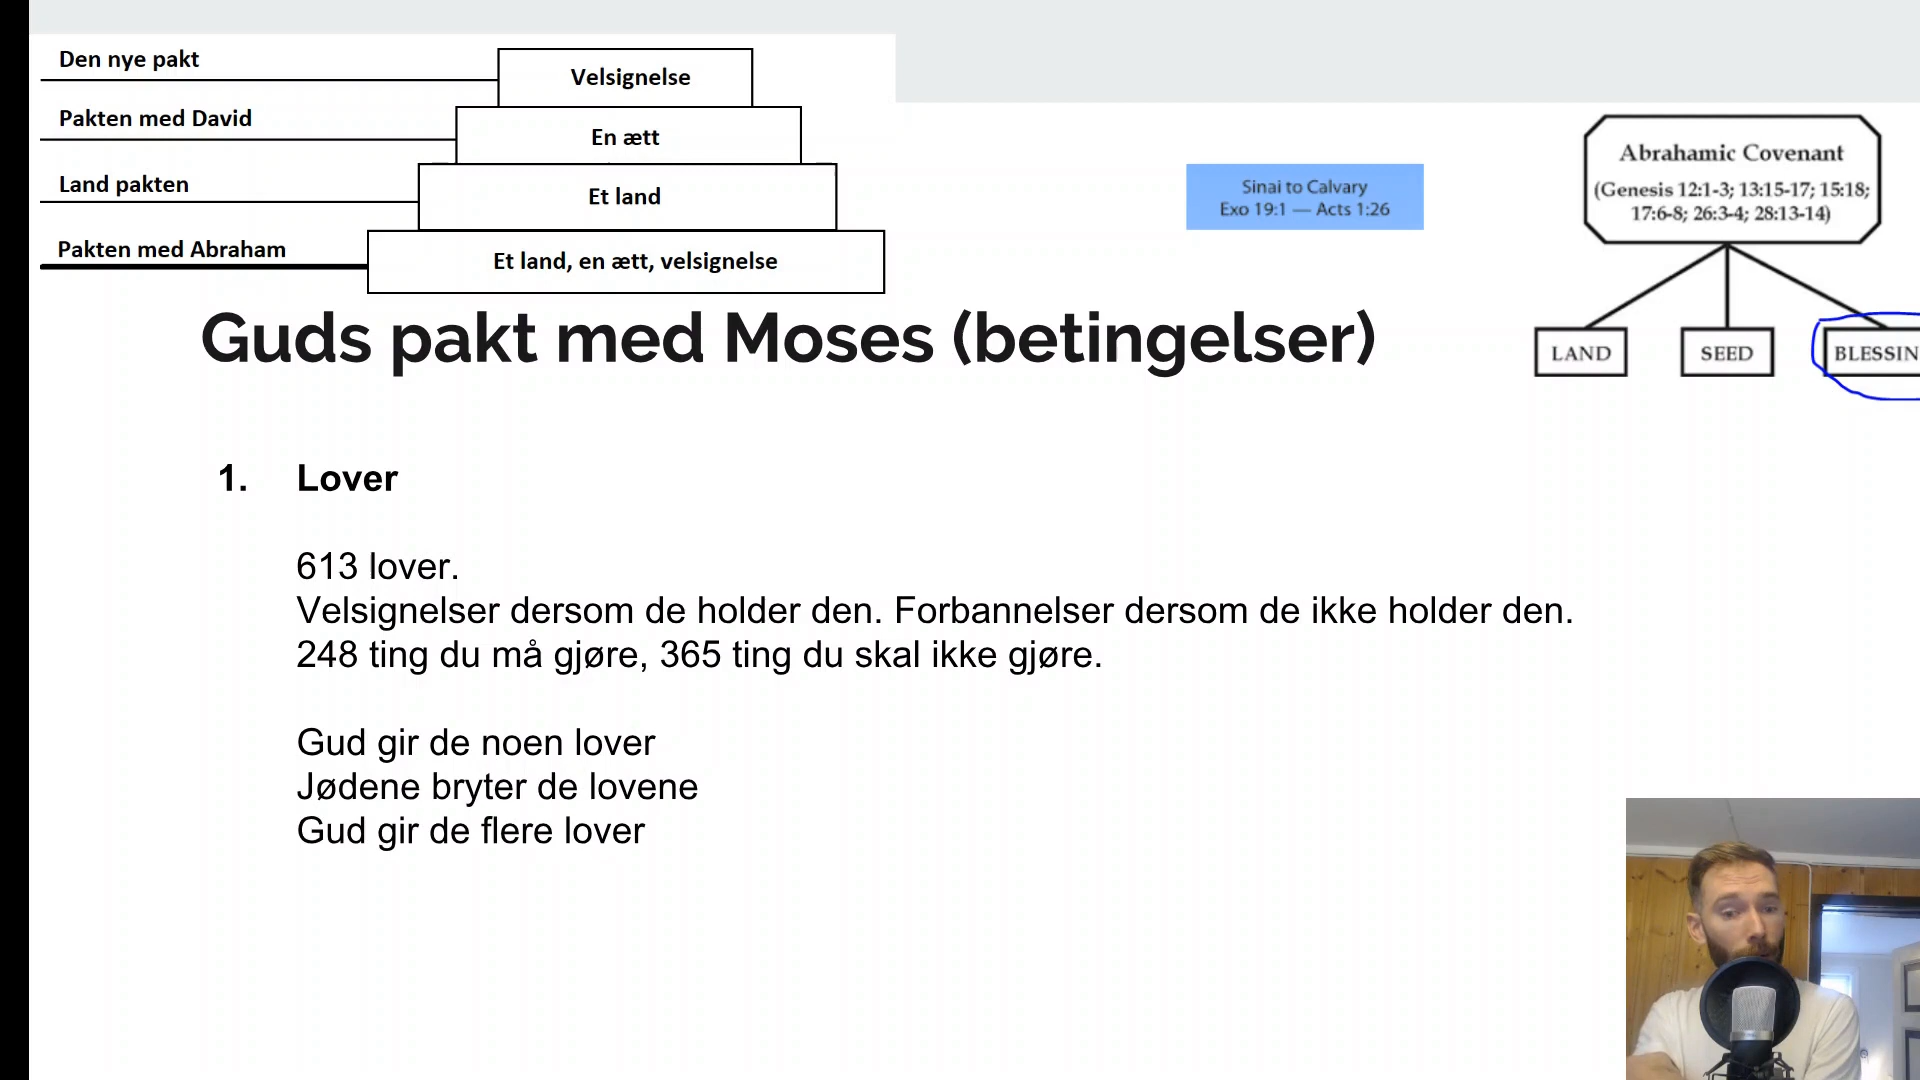 Den nye pakt
Velsignelse
Pakten med David
En ætt
Land pakten
Et land
Pakten med Abraham
Et land, en ætt, velsignelse
Sinai to Calvary
Exo 19:1 — Acts 1:26
Abrahamic Covenant
(Genesis 12:1-3; 13:15-17; 15:18;
17:6-8; 26:3-4; 28:13-14)
LAND
SEED
BLESSIN
Guds pakt med Moses (betingelser)
1. Lover
613 lover.
Velsignelser dersom de holder den. Forbannelser dersom de ikke holder den.
248 ting du må gjøre, 365 ting du skal ikke gjøre.
Gud gir de noen lover
Jødene bryter de lovene
Gud gir de flere lover